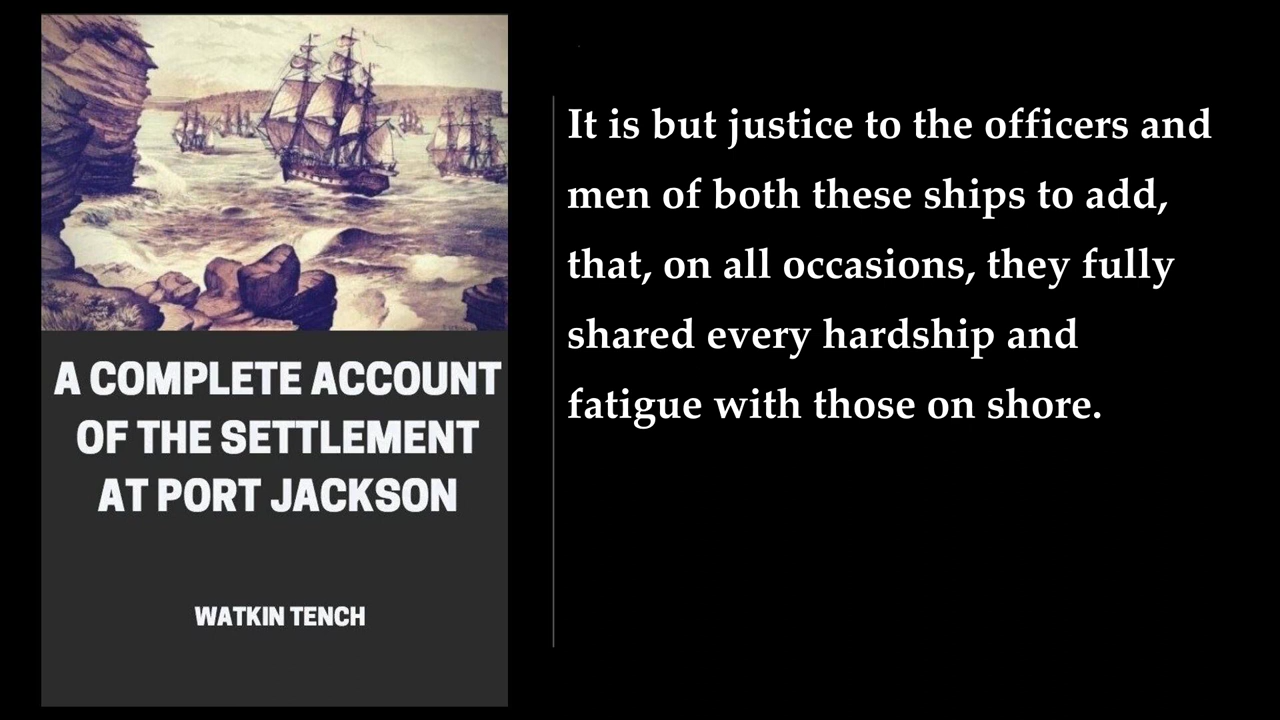 A COMPLETE ACCOUNT
OF THE SETTLEMENT
AT PORT JACKSON
WATKIN TENCH
It is but justice to the officers and
men of both these ships to add,
that, on all occasions, they fully
shared every hardship and
fatigue with those on shore.